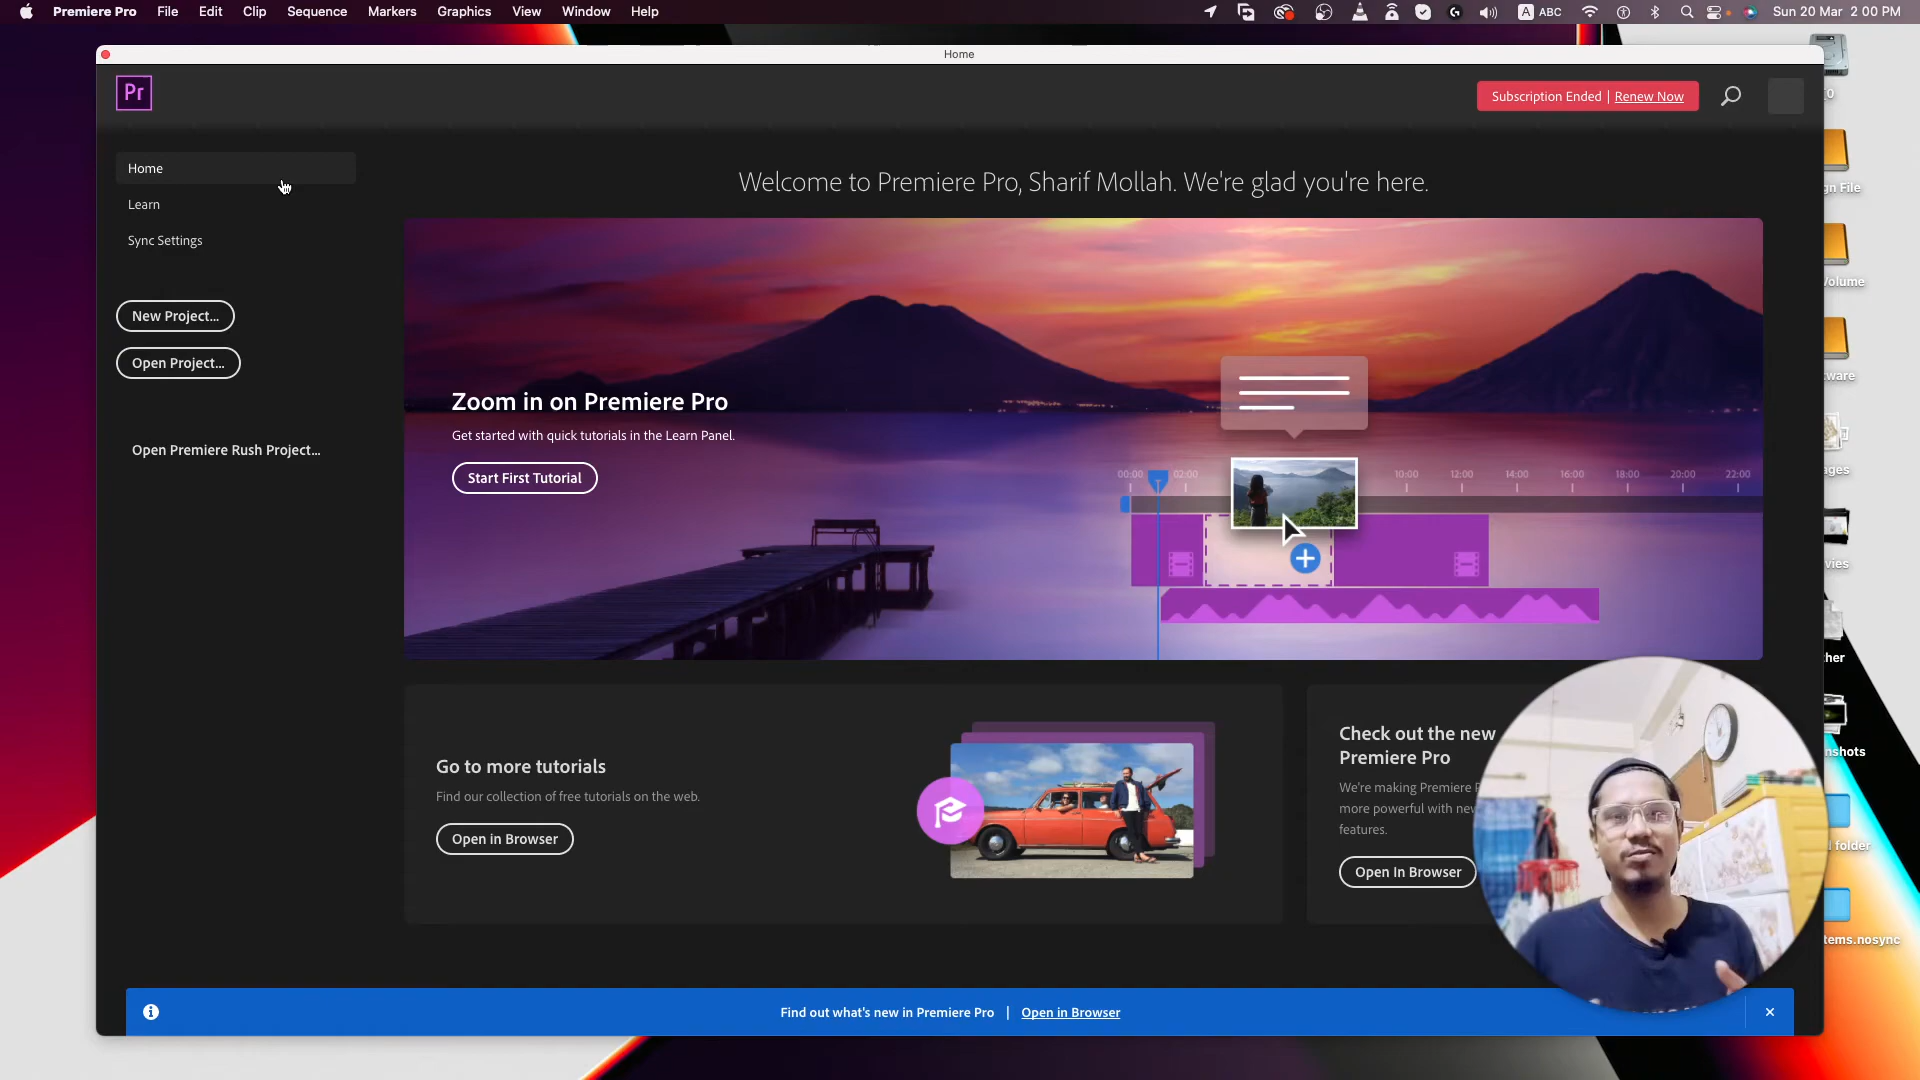 Premiere Pro File Edit Clip Sequence Markers Graphics View Window Help A ABC Sun 20 Mar 2 00 PM
Home
Pr
Subscription Ended | Renew Now
Home
Learn
Sync Settings
New Project...
Open Project...
Open Premiere Rush Project...
Welcome to Premiere Pro, Sharif Mollah. We're glad you're here.
Zoom in on Premiere Pro
Get started with quick tutorials in the Learn Panel.
Start First Tutorial
00:00 02:00 10:00 12:00 14:00 16:00 18:00 20:00 22:00
Go to more tutorials
Find our collection of free tutorials on the web.
Open in Browser
Check out the new
Premiere Pro
We're making Premiere
more powerful with
features.
Open In Browser
Find out what's new in Premiere Pro | Open in Browser
gn File
Volume
ware
ages
vies
her
nshots
folder
tems.nosync